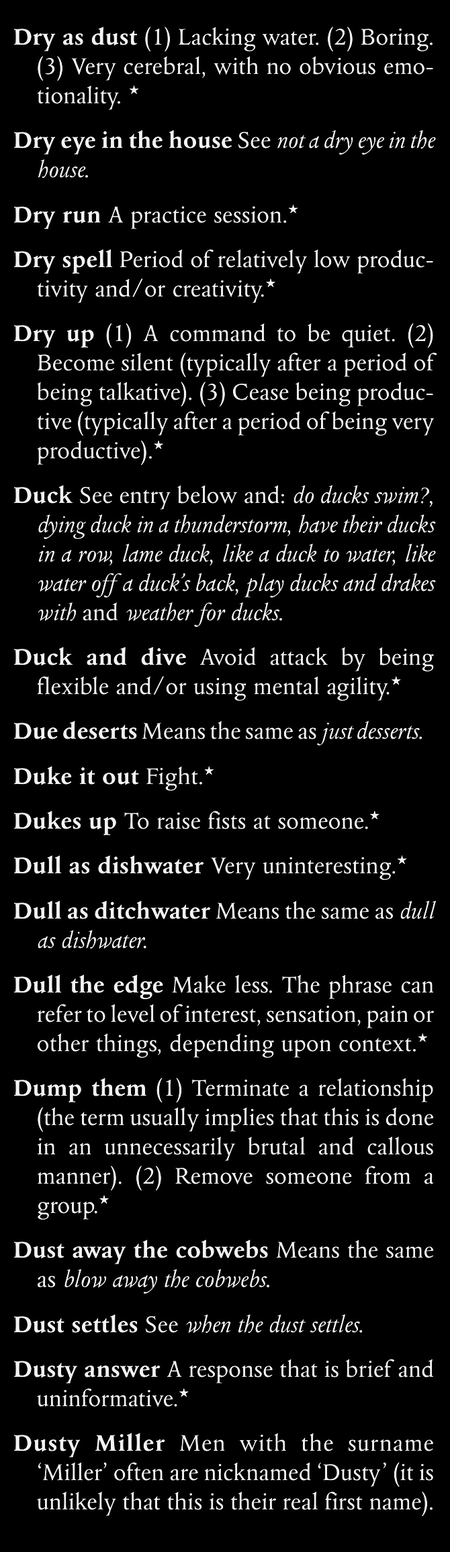 Dry as dust (1) Lacking water. (2) Boring.
(3) Very cerebral, with no obvious emo-
tionality. ★
Dry eye in the house See not a dry eye in the
house.
Dry run A practice session.★
Dry spell Period of relatively low produc-
tivity and/or creativity.★
Dry up (1) A command to be quiet. (2)
Become silent (typically after a period of
being talkative). (3) Cease being produc-
tive (typically after a period of being very
productive).★
Duck See entry below and: do ducks swim?,
dying duck in a thunderstorm, have their ducks
in a row, lame duck, like a duck to water, like
water off a duck's back, play ducks and drakes
with and weather for ducks.
Duck and dive Avoid attack by being
flexible and/or using mental agility.★
Due deserts Means the same as just desserts.
Duke it out Fight.★
Dukes up To raise fists at someone.★
Dull as dishwater Very uninteresting.★
Dull as ditchwater Means the same as dull
as dishwater.
Dull the edge Make less. The phrase can
refer to level of interest, sensation, pain or
other things, depending upon context.★
Dump them (1) Terminate a relationship
(the term usually implies that this is done
in an unnecessarily brutal and callous
manner). (2) Remove someone from a
group.★
Dust away the cobwebs Means the same
as blow away the cobwebs.
Dust settles See when the dust settles.
Dusty answer A response that is brief and
uninformative.★
Dusty Miller Men with the surname
‘Miller’ often are nicknamed ‘Dusty’ (it is
unlikely that this is their real first name).